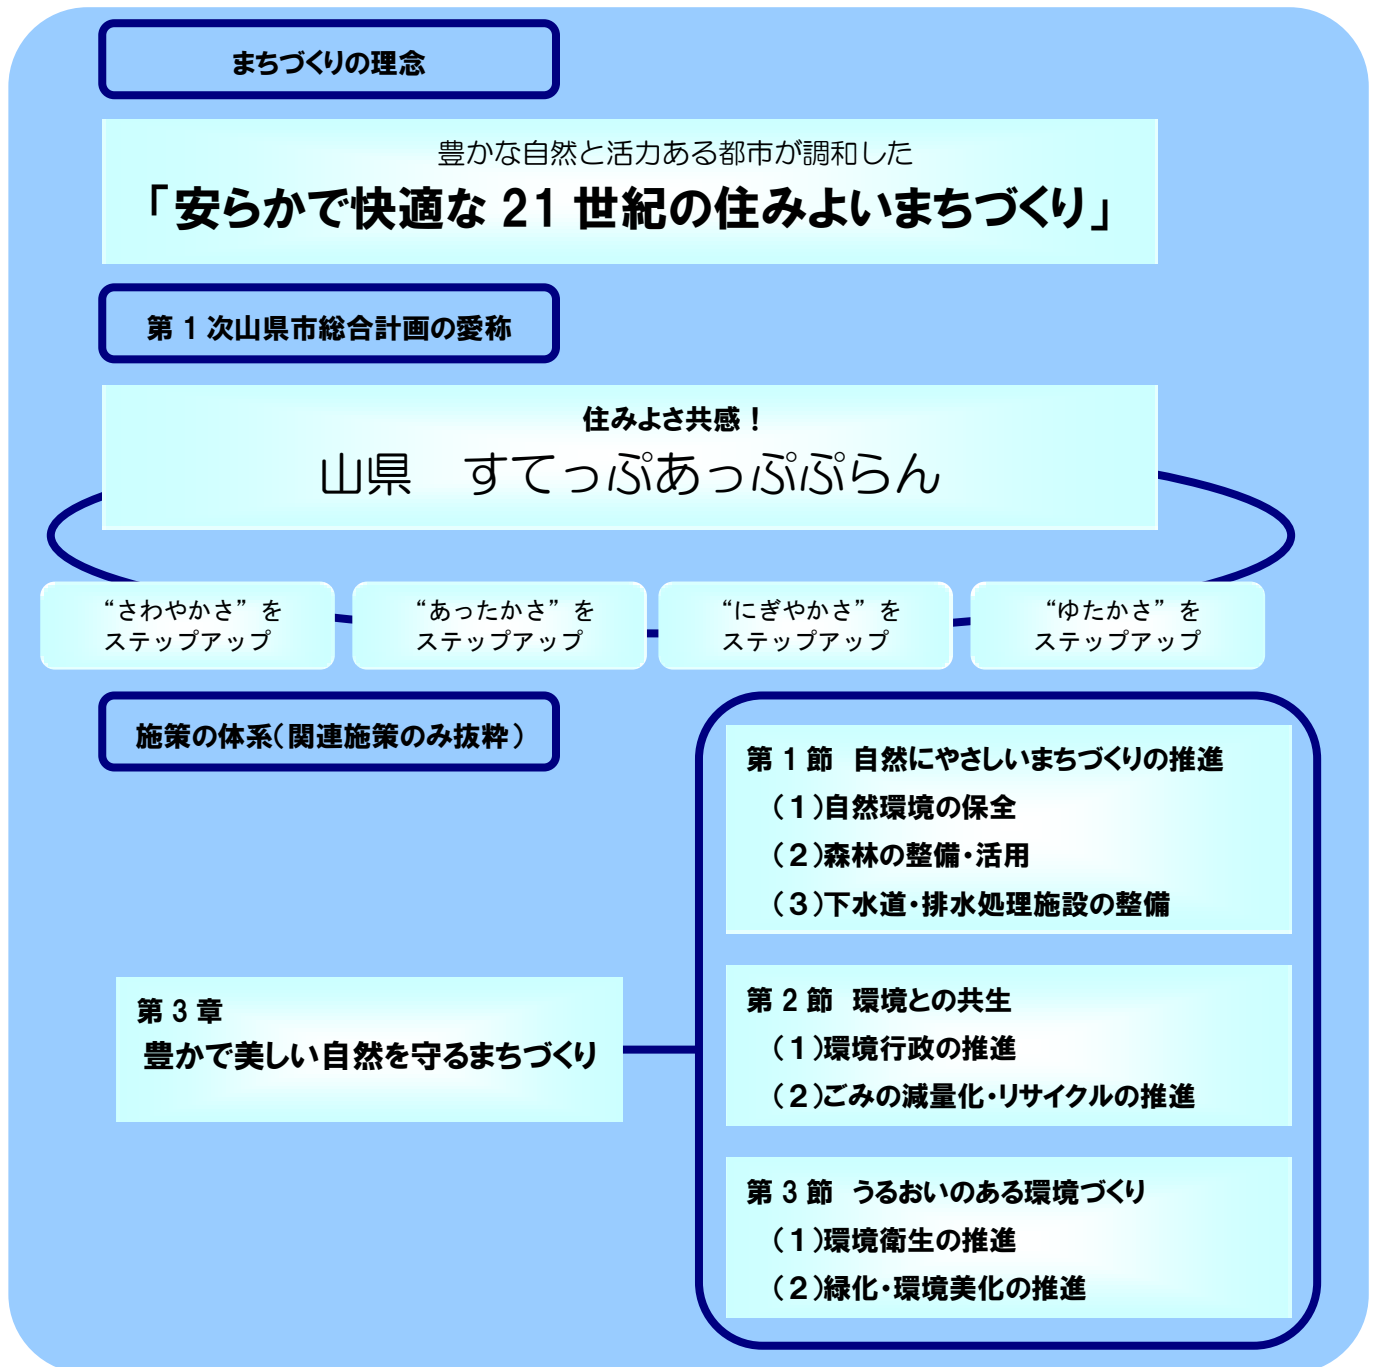 まちづくりの理念
豊かな自然と活力ある都市が調和した
「安らかで快適な 21 世紀の住みよいまちづくり」
第 1 次山県市総合計画の愛称
住みよさ共感！
山県　すてっぷあっぷぷらん
“さわやかさ” を
ステップアップ
“あったかさ” を
ステップアップ
“にぎやかさ” を
ステップアップ
“ゆたかさ” を
ステップアップ
施策の体系（関連施策のみ抜粋）
第 3 章
豊かで美しい自然を守るまちづくり
第 1 節　自然にやさしいまちづくりの推進
（１）自然環境の保全
（２）森林の整備・活用
（３）下水道・排水処理施設の整備
第 2 節　環境との共生
（１）環境行政の推進
（２）ごみの減量化・リサイクルの推進
第 3 節　うるおいのある環境づくり
（１）環境衛生の推進
（２）緑化・環境美化の推進